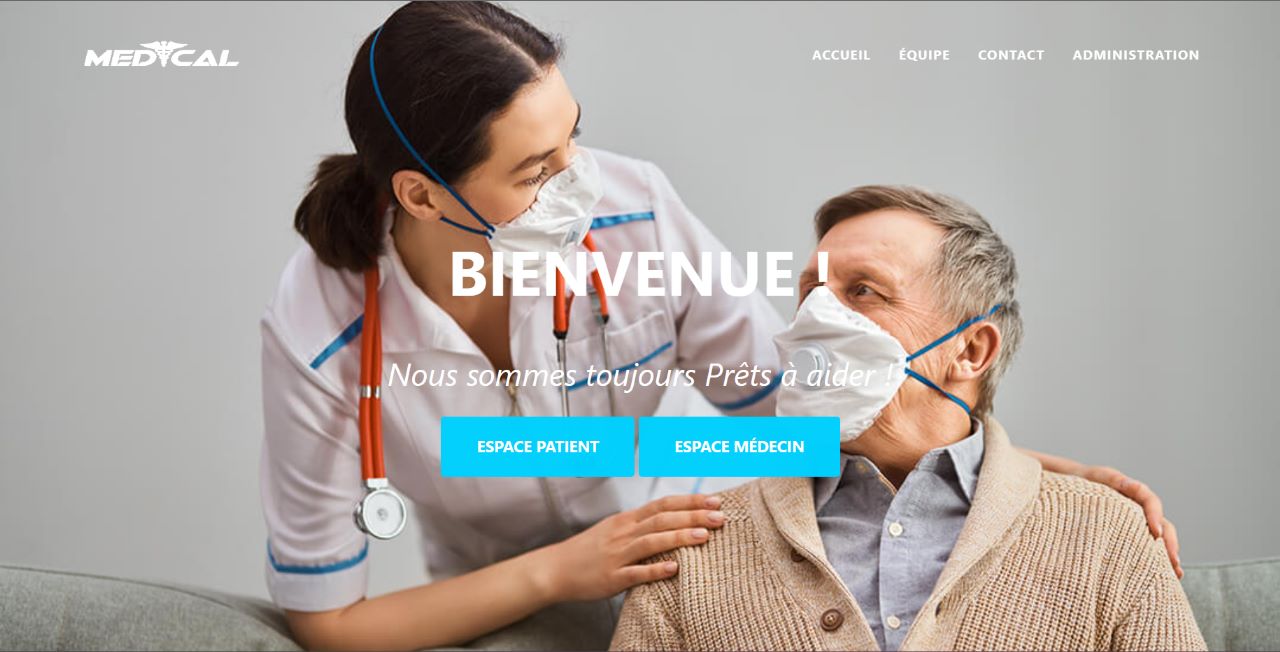 MEDICAL
ACCUEIL ÉQUIPE CONTACT ADMINISTRATION
BIENVENUE !
Nous sommes toujours Prêts à aider !
ESPACE PATIENT ESPACE MÉDECIN